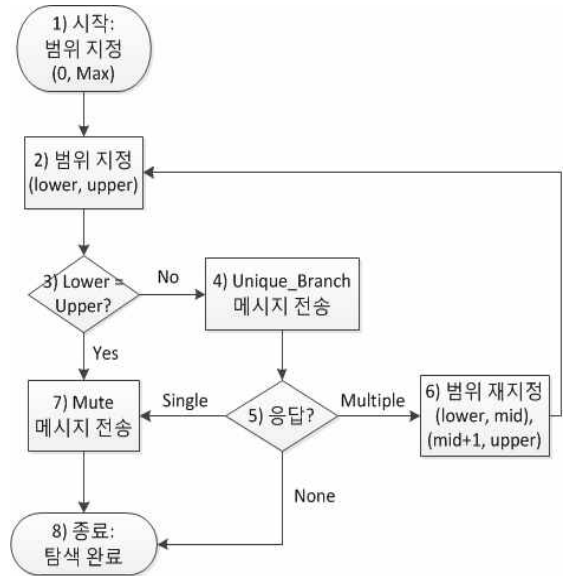 1) 시작:
범위 지정
(0, Max)
2) 범위 지정
(lower, upper)
3) Lower =
Upper?
No
4) Unique_Branch
메시지 전송
Yes
7) Mute
메시지 전송
Single
5) 응답?
Multiple
6) 범위 재지정
(lower, mid),
(mid+1, upper)
None
8) 종료:
탐색 완료